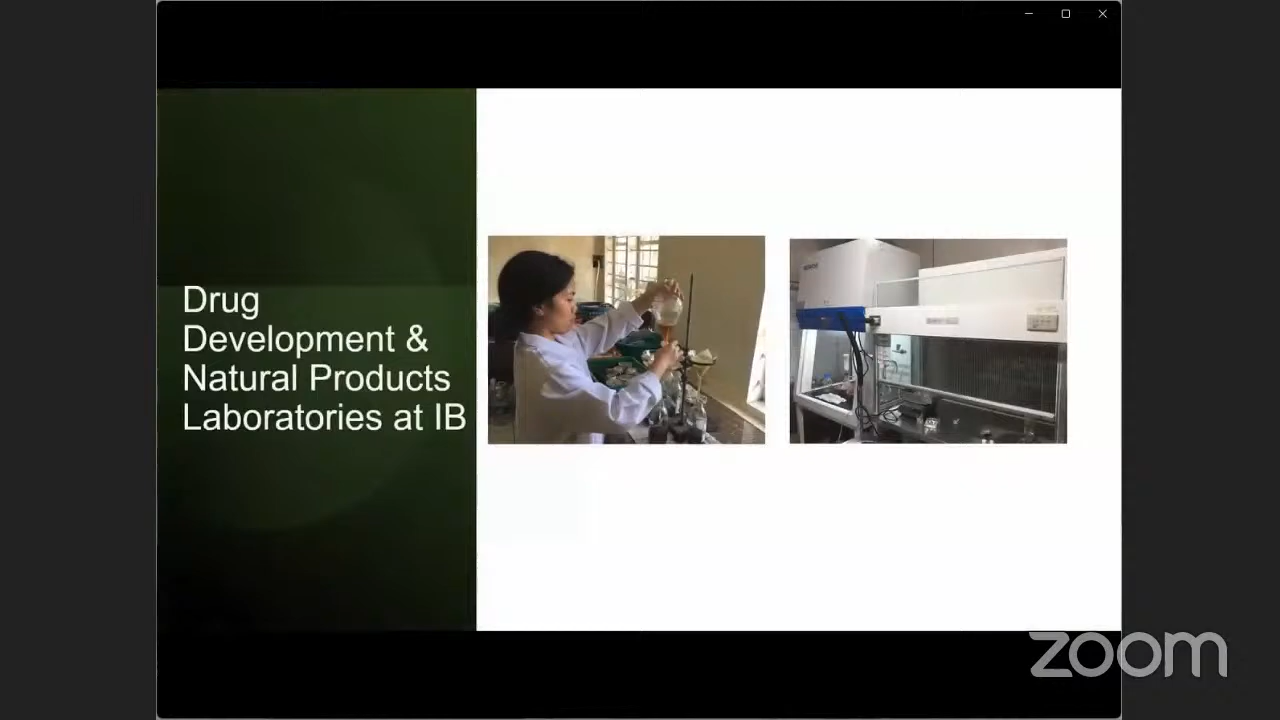 Drug
Development &
Natural Products
Laboratories at IB
zoom